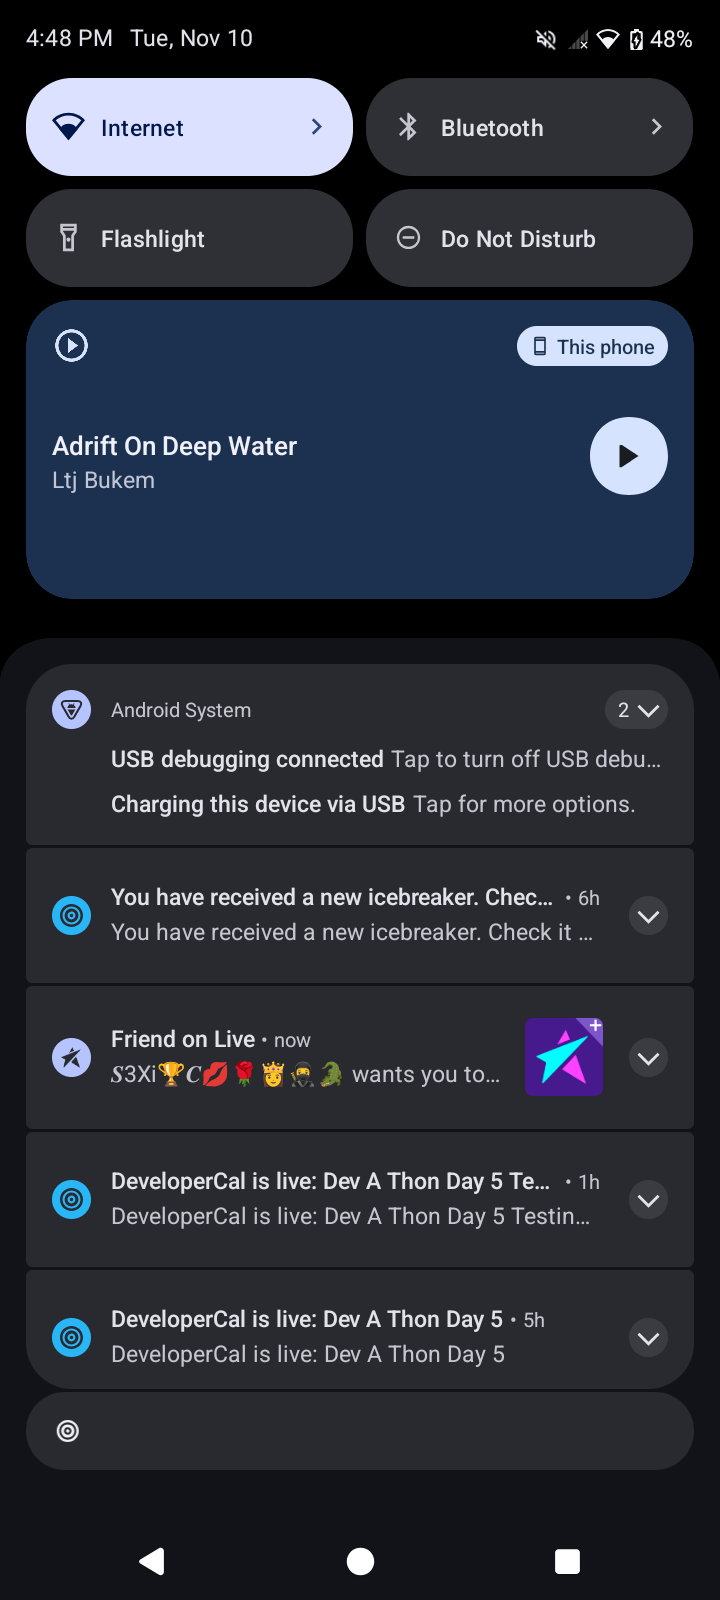 4:48 PM Tue, Nov 10
48%
Internet
Bluetooth
Flashlight
Do Not Disturb
This phone
Adrift On Deep Water
Ltj Bukem
Android System
2
USB debugging connected Tap to turn off USB debu…
Charging this device via USB Tap for more options.
You have received a new icebreaker. Chec… • 6h
You have received a new icebreaker. Check it …
Friend on Live • now
𝑺3Xi🏆𝑪💋🌹👸🥷🐊 wants you to…
DeveloperCal is live: Dev A Thon Day 5 Te… • 1h
DeveloperCal is live: Dev A Thon Day 5 Testin…
DeveloperCal is live: Dev A Thon Day 5 • 5h
DeveloperCal is live: Dev A Thon Day 5